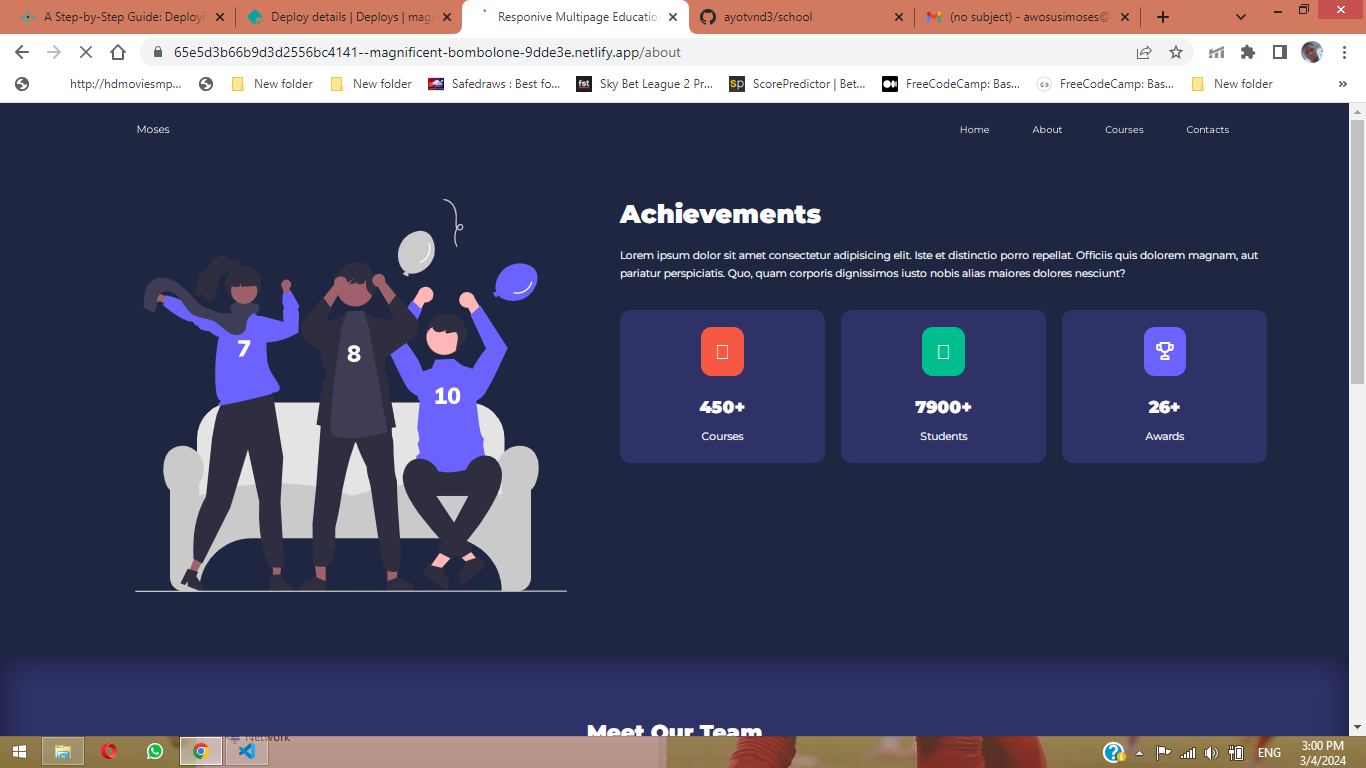 A Step-by-Step Guide: Deployi
Deploy details | Deploys | mag
Responive Multipage Educatio
ayotvnd3/school
(no subject) - awosusimoses@
65e5d3b66b9d3d2556bc4141--magnificent-bombolone-9dde3e.netlify.app/about
http://hdmoviesmp...
New folder
New folder
Safedraws : Best fo...
fst
Sky Bet League 2 Pr...
sp
ScorePredictor | Bet...
FreeCodeCamp: Bas...
FreeCodeCamp: Bas...
New folder
»
Moses
Home
About
Courses
Contacts
7
8
10
Achievements
Lorem ipsum dolor sit amet consectetur adipisicing elit. Iste et distinctio porro repellat. Officiis quis dolorem magnam, aut
pariatur perspiciatis. Quo, quam corporis dignissimos iusto nobis alias maiores dolores nesciunt?
450+
Courses
7900+
Students
26+
Awards
Meet Our Team
Network
ENG
3:00 PM
3/4/2024